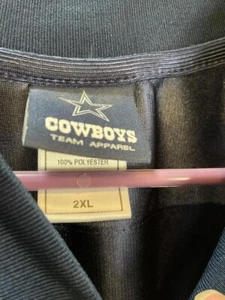 COWBOYS
TEAM APPAREL
100% POLYESTER
2XL